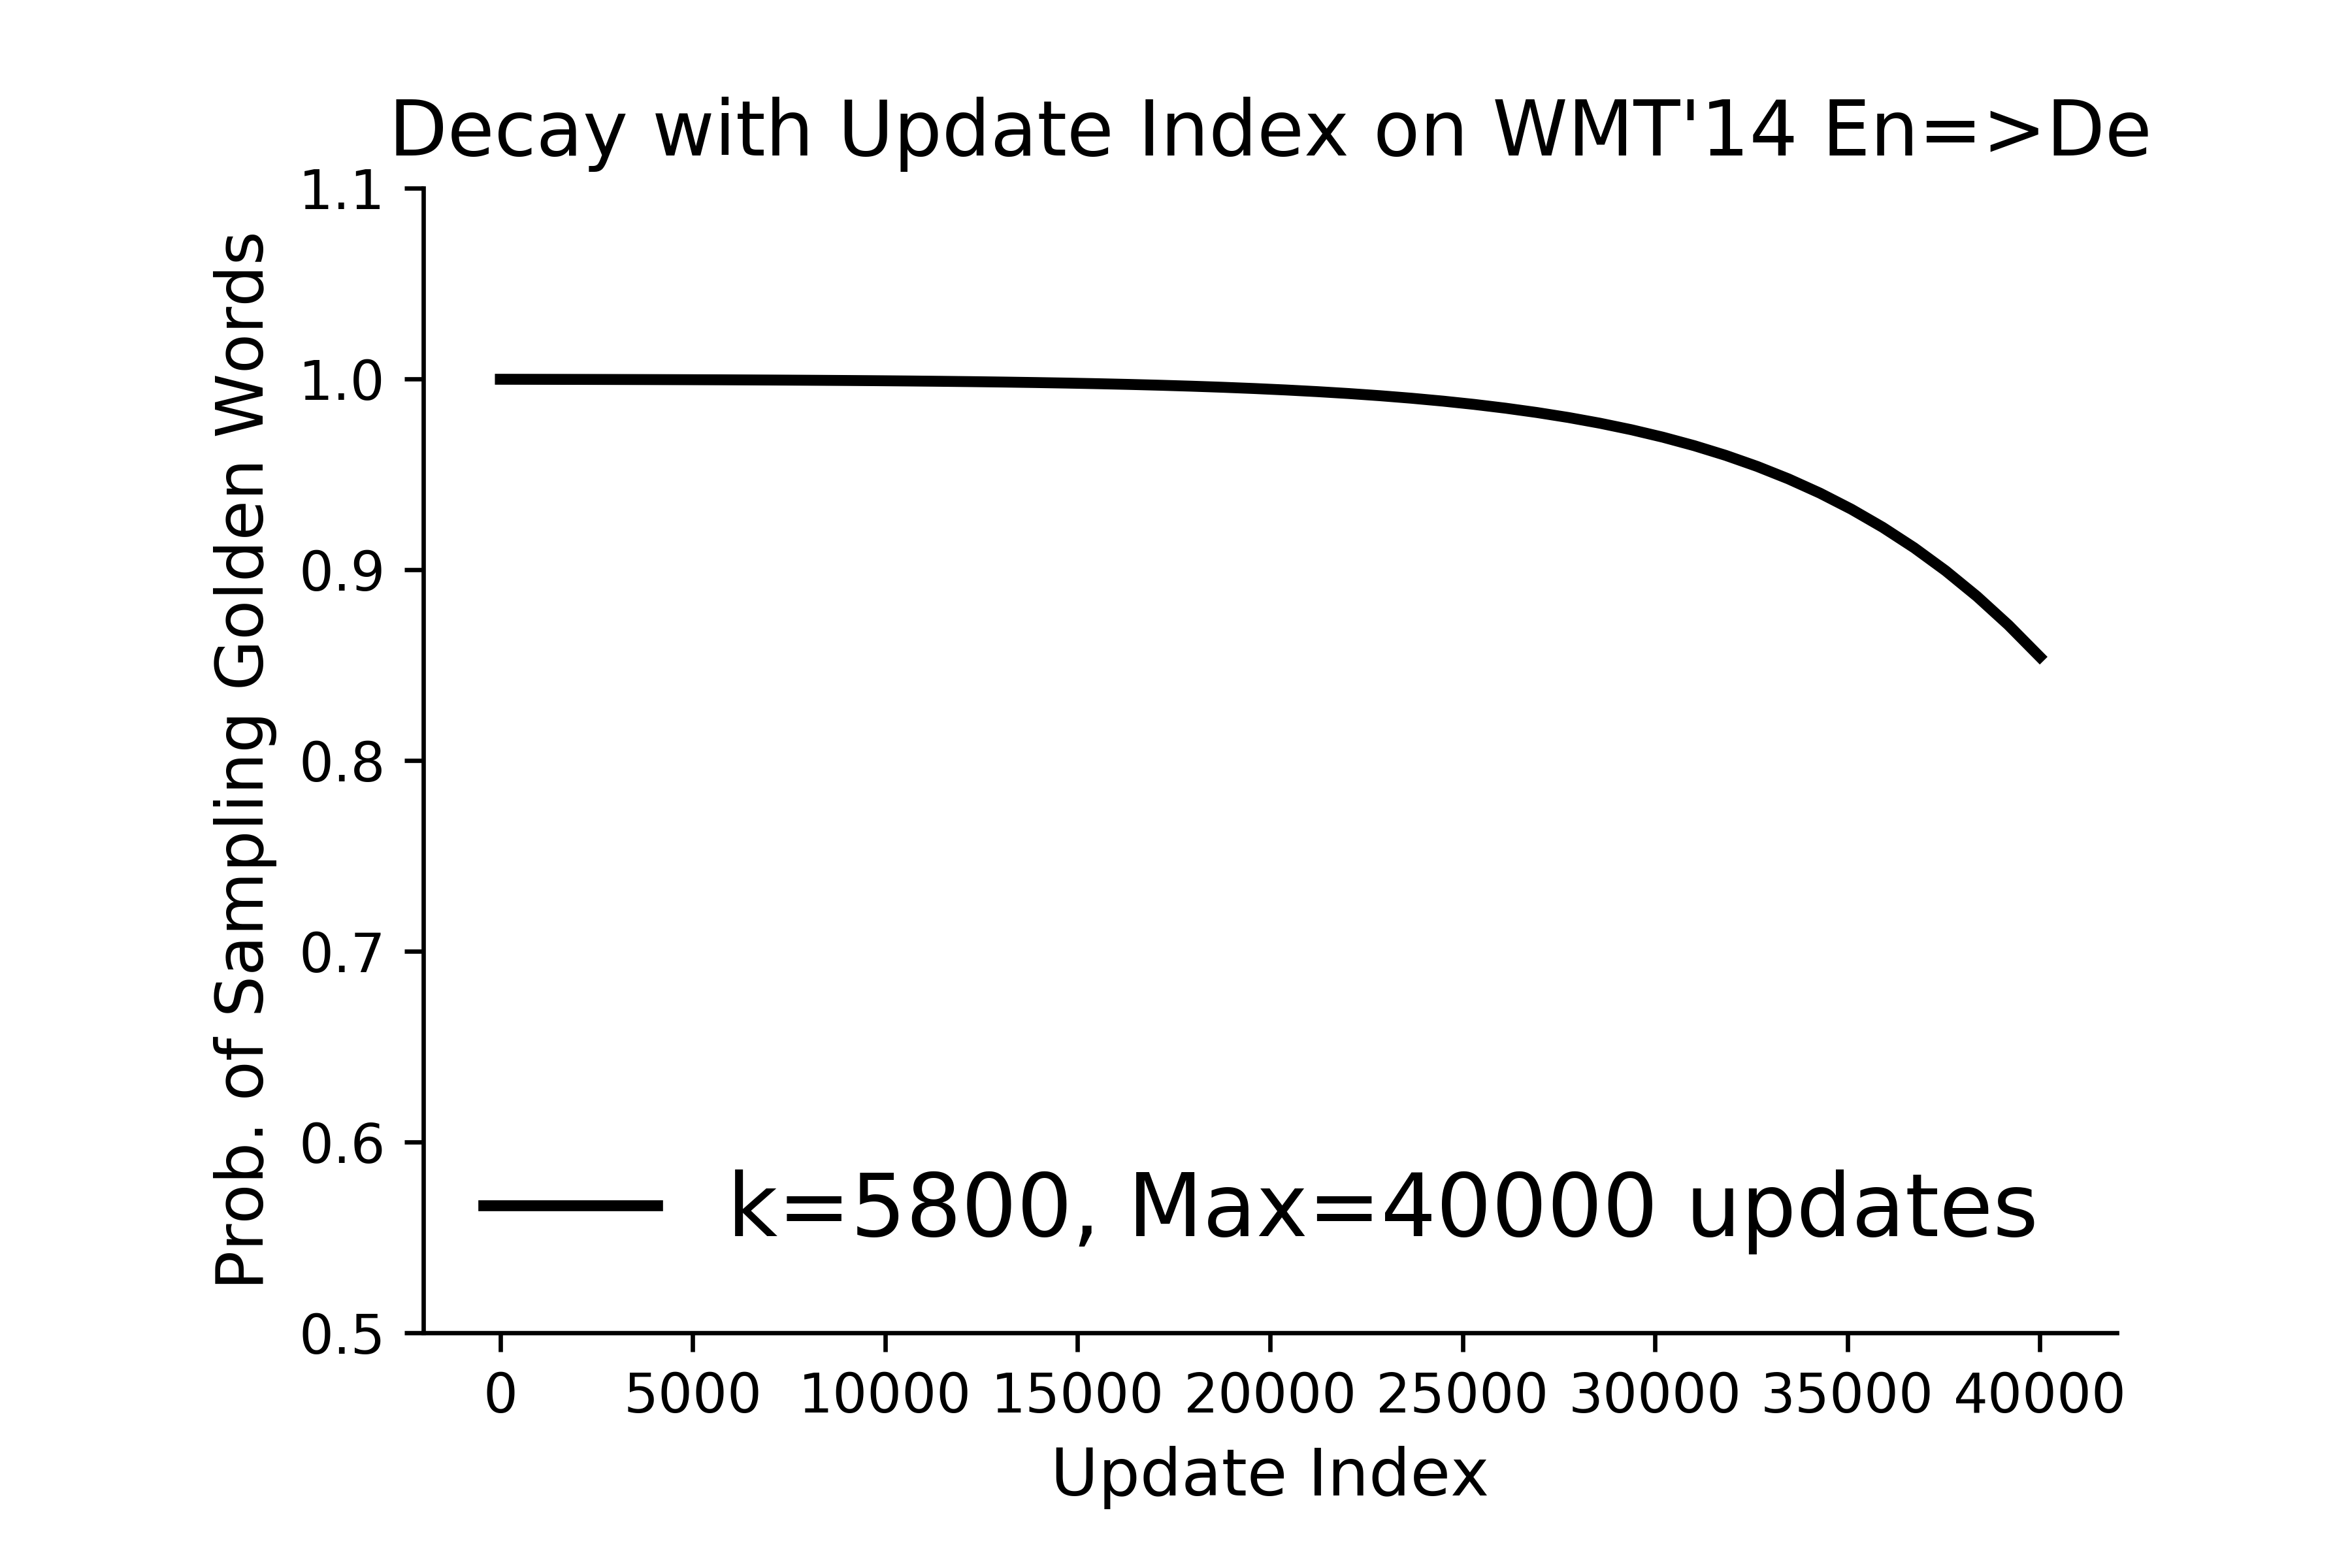 Decay with Update Index on WMT'14 En=>De
Prob. of Sampling Golden Words
1.1
1.0
0.9
0.8
0.7
0.6
0.5
k=5800, Max=40000 updates
0 5000 10000 15000 20000 25000 30000 35000 40000
Update Index